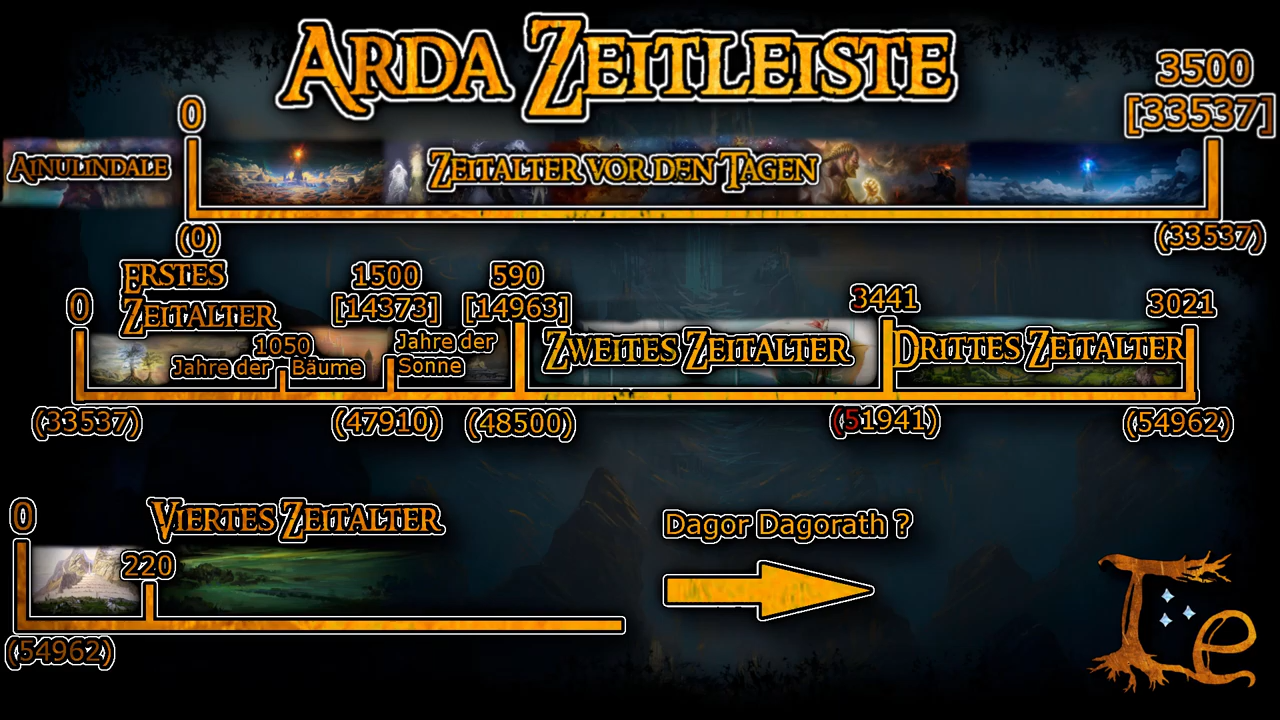 ARDA ZEITLEISTE
0
3500
[33537]
AINULINDALE
ZEITALTER VOR DEN TAGEN
(0)
(33537)
0
ERSTES
ZEITALTER
1500
[14373]
590
[14963]
3441
3021
1050
Jahre der Bäume
Jahre der
Sonne
ZWEITES ZEITALTER
DRITTES ZEITALTER
(33537)
(47910)
(48500)
(51941)
(54962)
0
VIERTES ZEITALTER
220
Dagor Dagorath ?
(54962)
Te